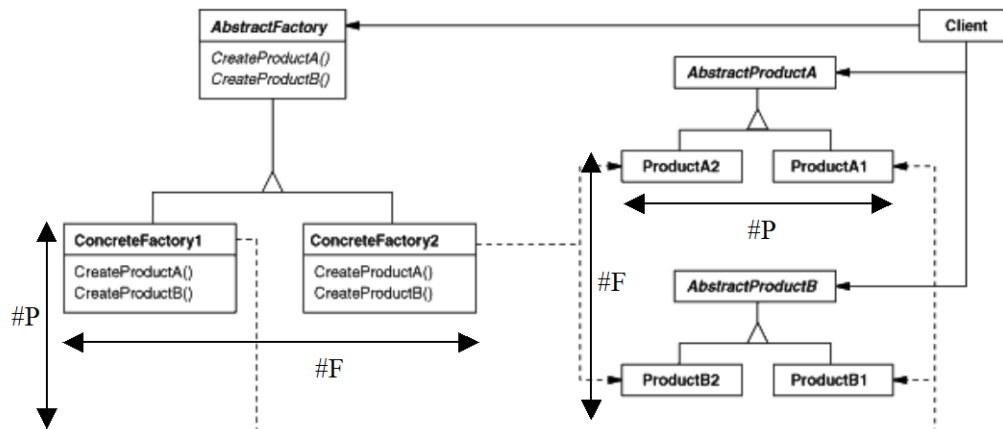 AbstractFactory
CreateProductA()
CreateProductB()
Client
AbstractProductA
ProductA2
ProductA1
#P
ConcreteFactory1
CreateProductA()
CreateProductB()
ConcreteFactory2
CreateProductA()
CreateProductB()
#P
#F
#F
AbstractProductB
ProductB2
ProductB1